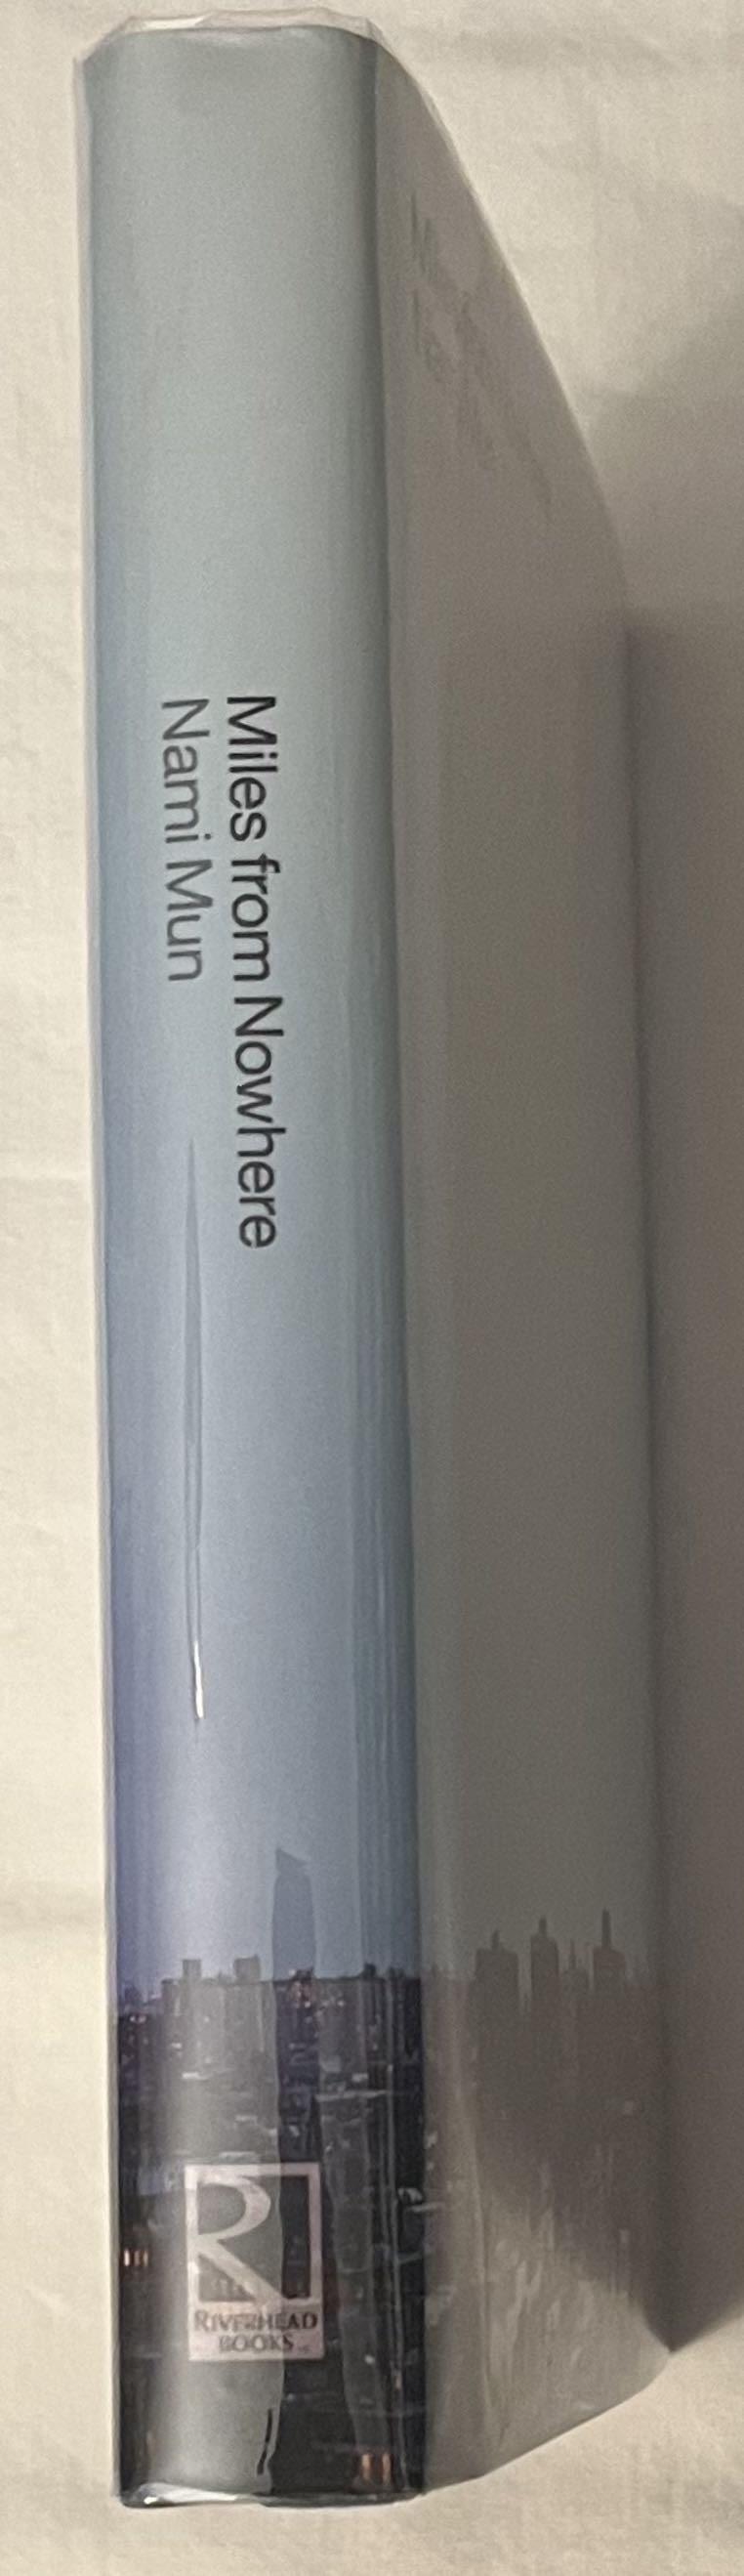 Miles from Nowhere
Nami Mun
R
RIVERHEAD
BOOKS